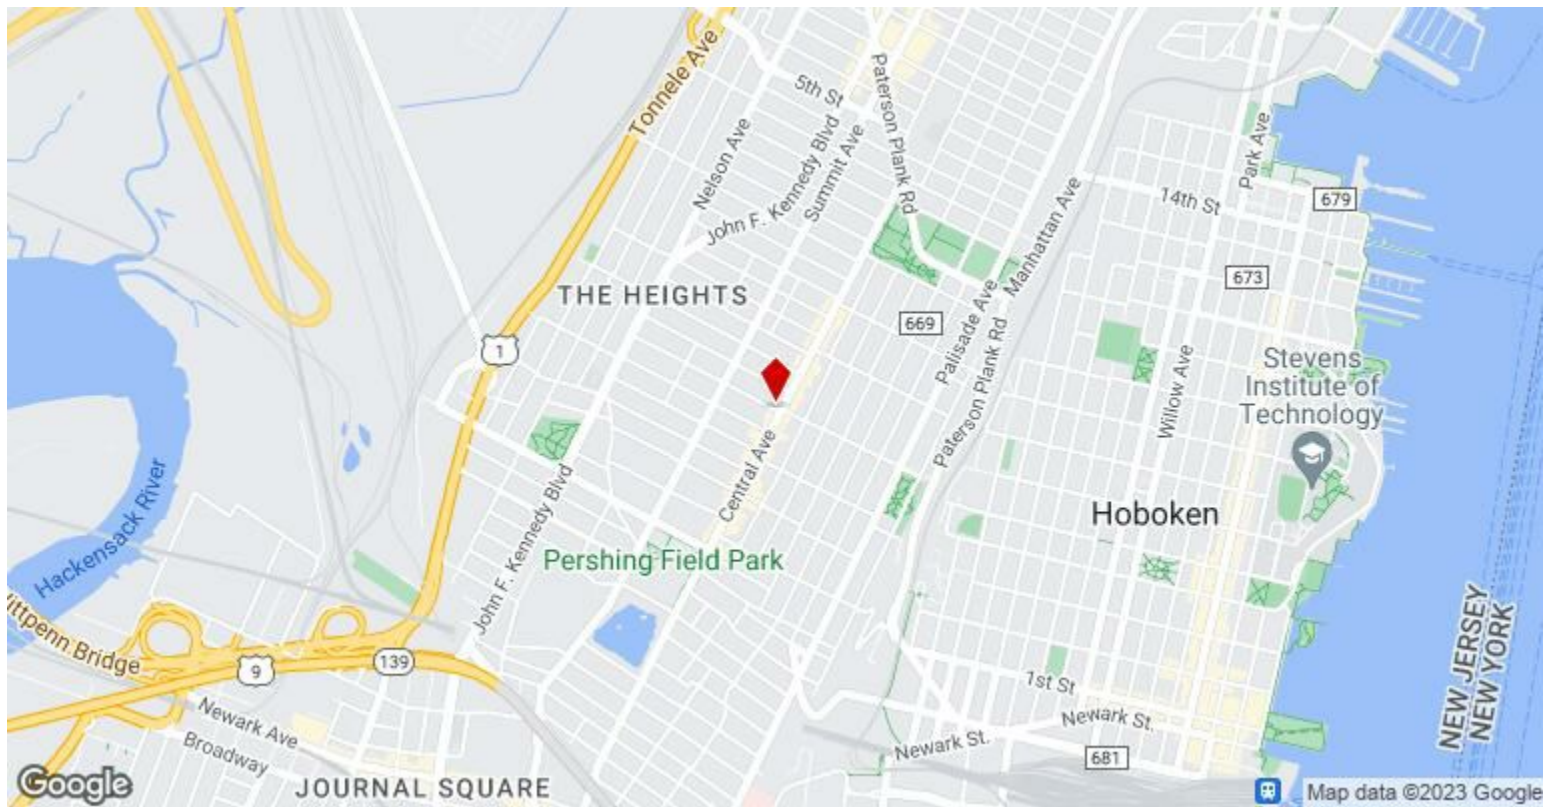 Tonnele Ave
5th St
Paterson Plank Rd
Nelson Ave
John F. Kennedy Blvd
Summit Ave
Park Ave
14th St
679
Manhattan Ave
673
THE HEIGHTS
669
1
Palisade Ave
Paterson Plank Rd
Willow Ave
Stevens
Institute of
Technology
Central Ave
John F. Kennedy Blvd
Hackensack River
Hoboken
Pershing Field Park
ittpenn Bridge
9
139
1st St
Newark St.
Newark St.
681
NEW JERSEY
NEW YORK
Newark Ave
Broadway
JOURNAL SQUARE
Google
Map data ©2023 Google